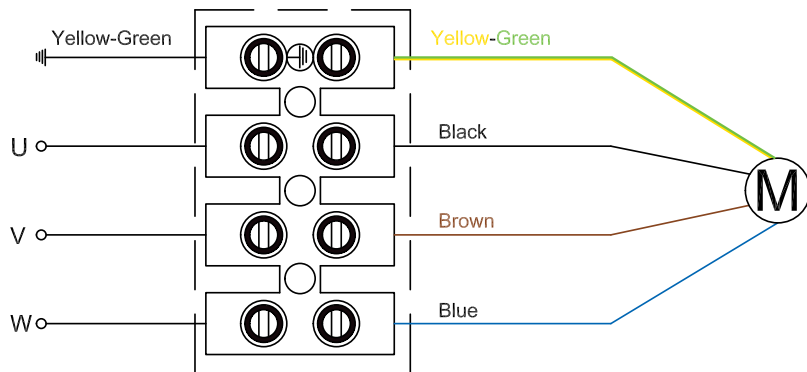 Yellow-Green
Yellow-Green
U
Black
V
Brown
W
Blue
M